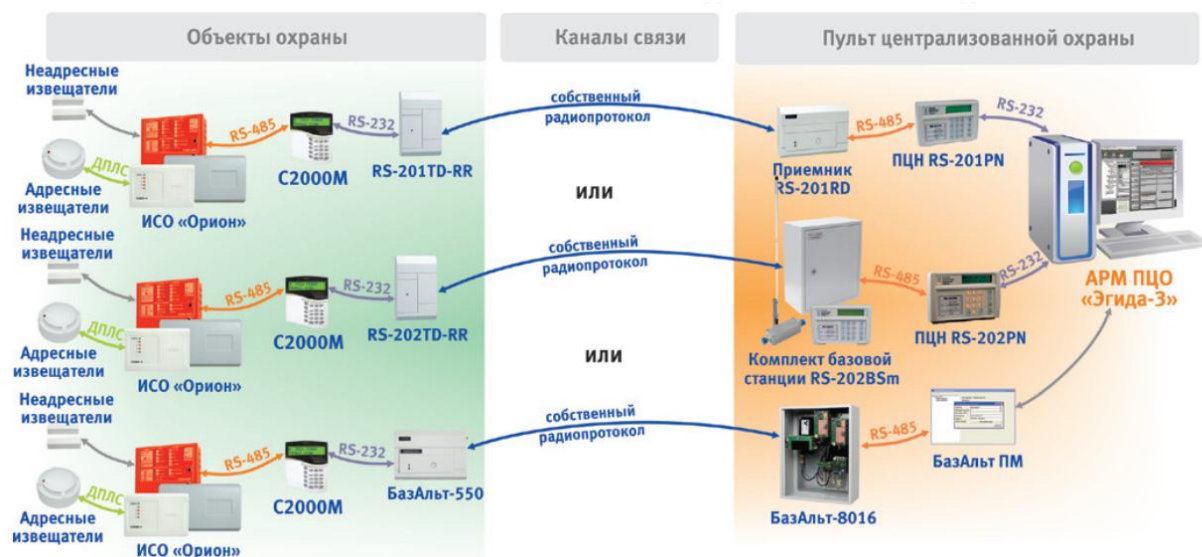 Объекты охраны
Каналы связи
Пульт централизованной охраны
Неадресные
извещатели
ДПЛС
Адресные
извещатели
ИСО «Орион»
RS-485
С2000М
RS-232
RS-201TD-RR
собственный
радиопротокол
Приемник
RS-201RD
RS-485
ПЦН RS-201PN
RS-232
или
Неадресные
извещатели
ДПЛС
Адресные
извещатели
ИСО «Орион»
RS-485
С2000М
RS-232
RS-202TD-RR
собственный
радиопротокол
Комплект базовой
станции RS-202BSm
RS-485
ПЦН RS-202PN
RS-232
АРМ ПЦО
«Эгида-3»
или
Неадресные
извещатели
ДПЛС
Адресные
извещатели
ИСО «Орион»
RS-485
С2000М
RS-232
БазАльт-550
собственный
радиопротокол
БазАльт-8016
RS-485
БазАльт ПМ